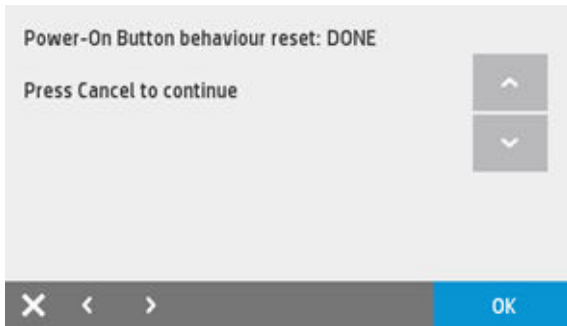 Power-On Button behaviour reset: DONE
Press Cancel to continue
OK